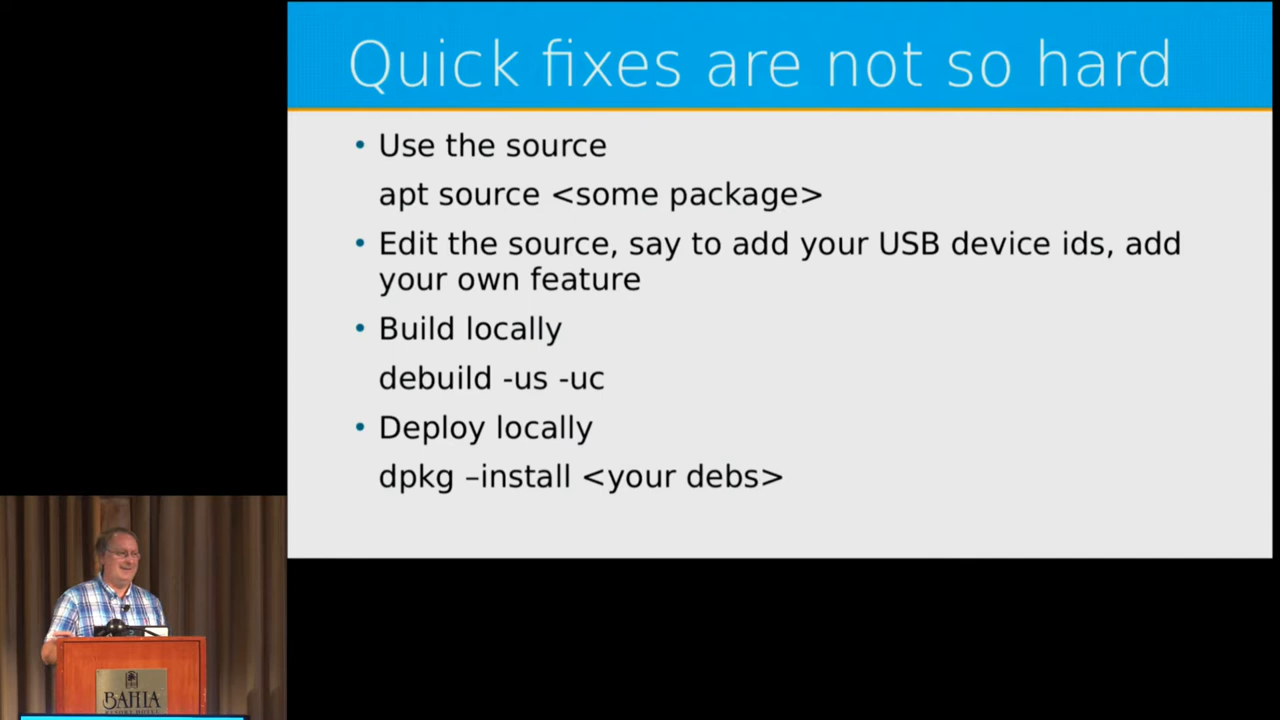 Quick fixes are not so hard
• Use the source
apt source <some package>
• Edit the source, say to add your USB device ids, add
your own feature
• Build locally
debuild -us -uc
• Deploy locally
dpkg –install <your debs>
BAHIA
RESORT HOTEL